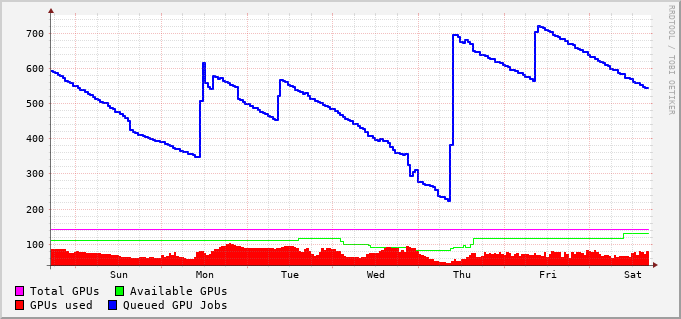 700
600
500
400
300
200
100
Sun Mon Tue Wed Thu Fri Sat
Total GPUs Available GPUs
GPUs used Queued GPU Jobs
RRDTOOL / TOBI OETIKER